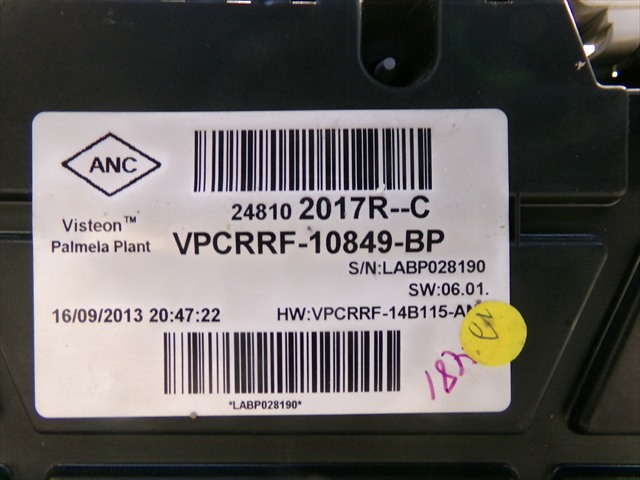 ANC
24810 2017R--C
Visteon™
Palmela Plant
VPCRRF-10849-BP
S/N:LABP028190
SW:06.01.
16/09/2013 20:47:22
HW:VPCRRF-14B115-AM
*LABP028190*